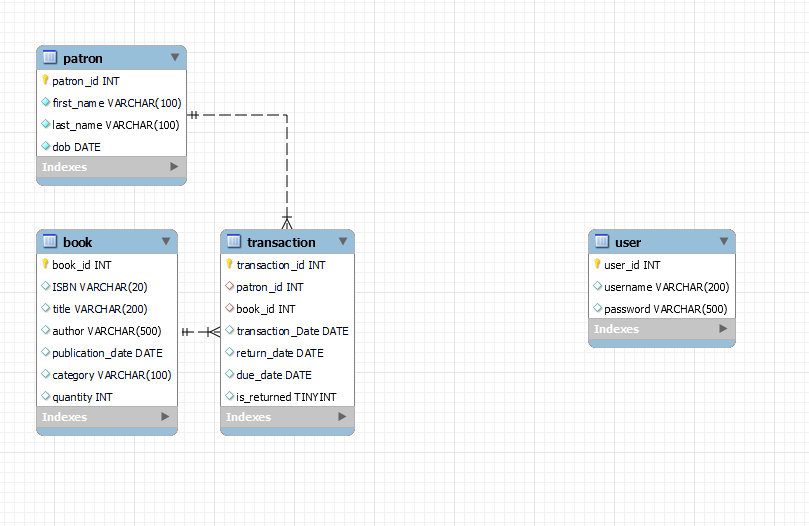 patron
patron_id INT
first_name VARCHAR(100)
last_name VARCHAR(100)
dob DATE
Indexes
book
book_id INT
ISBN VARCHAR(20)
title VARCHAR(200)
author VARCHAR(500)
publication_date DATE
category VARCHAR(100)
quantity INT
Indexes
transaction
transaction_id INT
patron_id INT
book_id INT
transaction_Date DATE
return_date DATE
due_date DATE
is_returned TINYINT
Indexes
user
user_id INT
username VARCHAR(200)
password VARCHAR(500)
Indexes